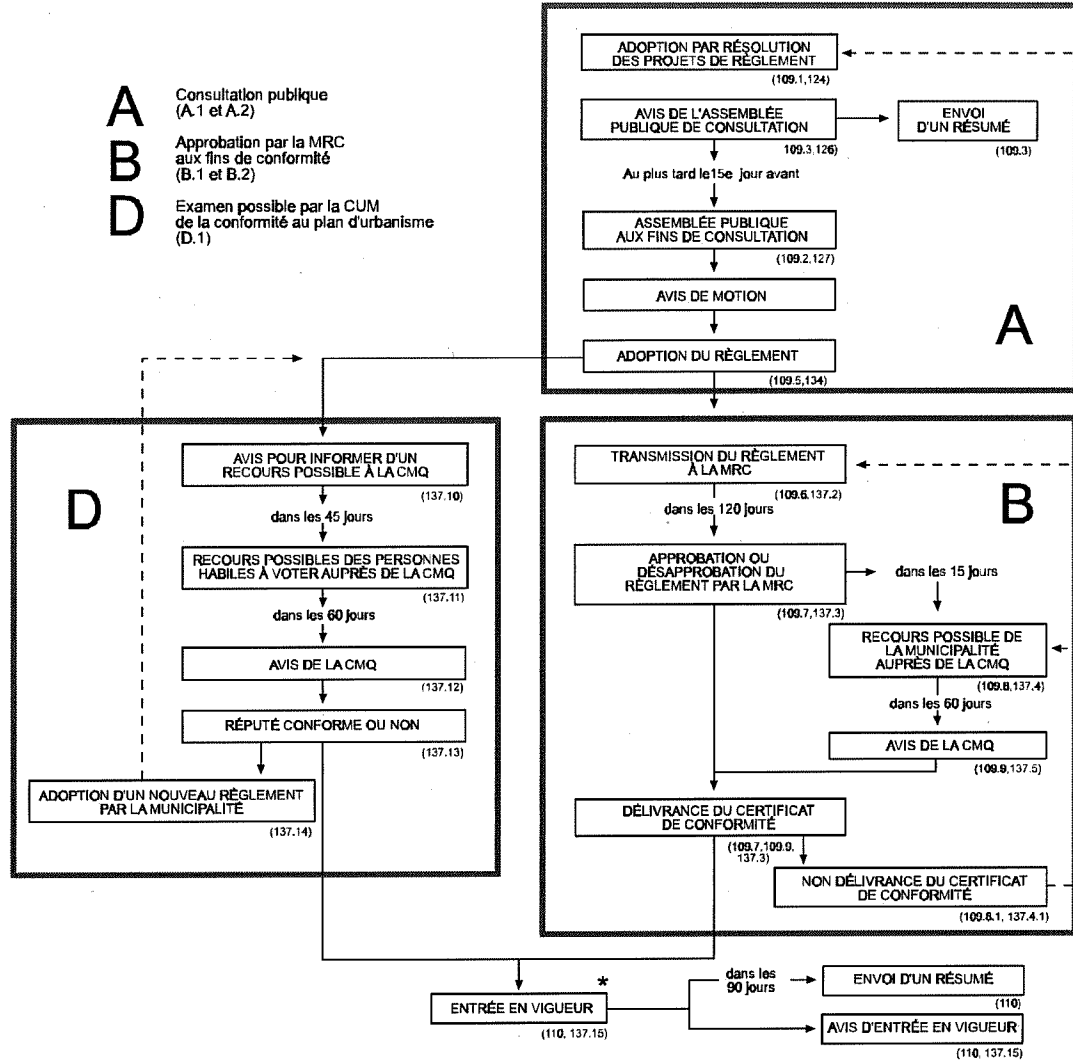 A
Consultation publique
(A.1 et A.2)
B
Approbation par la MRC
aux fins de conformité
(B.1 et B.2)
D
Examen possible par la CUM
de la conformité au plan d'urbanisme
(D.1)
ADOPTION PAR RÉSOLUTION
DES PROJETS DE RÈGLEMENT
(109.1,124)
AVIS DE L'ASSEMBLÉE
PUBLIQUE DE CONSULTATION
109.3,126)
ENVOI
D'UN RÉSUMÉ
(109.3)
Au plus tard le15e jour avant
ASSEMBLÉE PUBLIQUE
AUX FINS DE CONSULTATION
(109.2,127)
AVIS DE MOTION
A
ADOPTION DU RÈGLEMENT
(109.5,134)
D
AVIS POUR INFORMER D'UN
RECOURS POSSIBLE À LA CMQ
(137.10)
dans les 45 jours
RECOURS POSSIBLES DES PERSONNES
HABILES À VOTER AUPRÈS DE LA CMQ
(137.11)
dans les 60 jours
AVIS DE LA CMQ
(137.12)
RÉPUTÉ CONFORME OU NON
(137.13)
ADOPTION D'UN NOUVEAU RÈGLEMENT
PAR LA MUNICIPALITÉ
(137.14)
TRANSMISSION DU RÈGLEMENT
À LA MRC
(109.6,137.2)
B
dans les 120 jours
APPROBATION OU
DÉSAPPROBATION DU
RÈGLEMENT PAR LA MRC
(109.7,137.3)
dans les 15 jours
RECOURS POSSIBLE DE
LA MUNICIPALITÉ
AUPRÈS DE LA CMQ
(109.8,137.4)
dans les 60 jours
AVIS DE LA CMQ
(109.9,137.5)
DÉLIVRANCE DU CERTIFICAT
DE CONFORMITÉ
(109.7,109.9,
137.3)
NON DÉLIVRANCE DU CERTIFICAT
DE CONFORMITÉ
(109.8.1, 137.4.1)
*
ENTRÉE EN VIGUEUR
(110, 137.15)
dans les
90 jours
ENVOI D'UN RÉSUMÉ
(110)
AVIS D'ENTRÉE EN VIGUEUR
(110, 137.15)